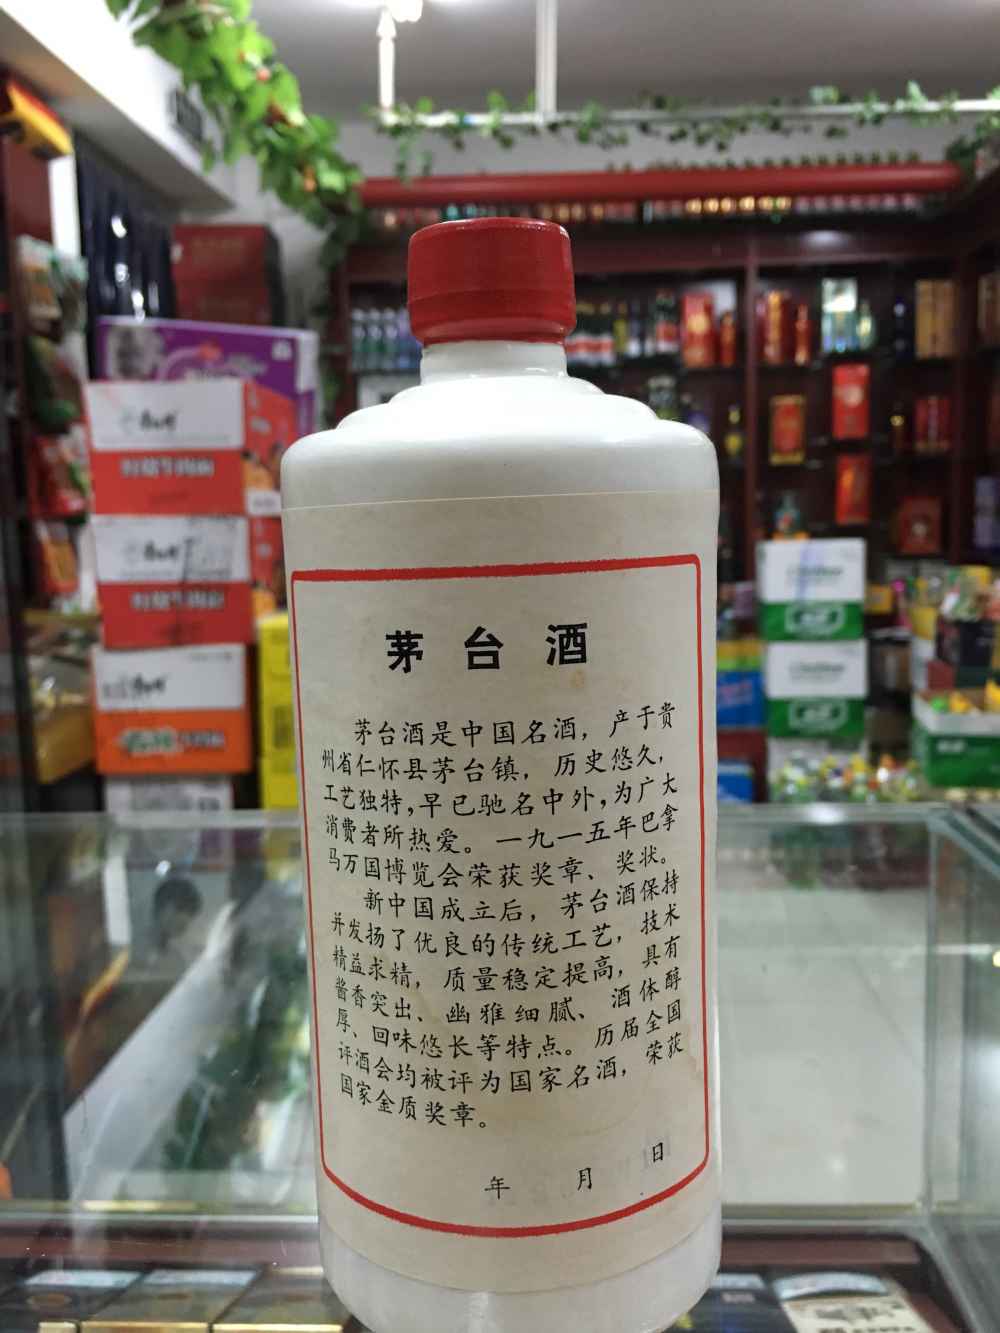 茅台酒
茅台酒是中国名酒，产于贵
州省仁怀县茅台镇，历史悠久，
工艺独特，早已驰名中外，为广大
消费者所热爱。一九一五年巴拿
马万国博览会荣获奖章、奖状。
新中国成立后，茅台酒保持
并发扬了优良的传统工艺，技术
精益求精，质量稳定提高，具有
酱香突出、幽雅细腻、酒体醇
厚、回味悠长等特点。历届全国
评酒会均被评为国家名酒，荣获
国家金质奖章。
年 月 日